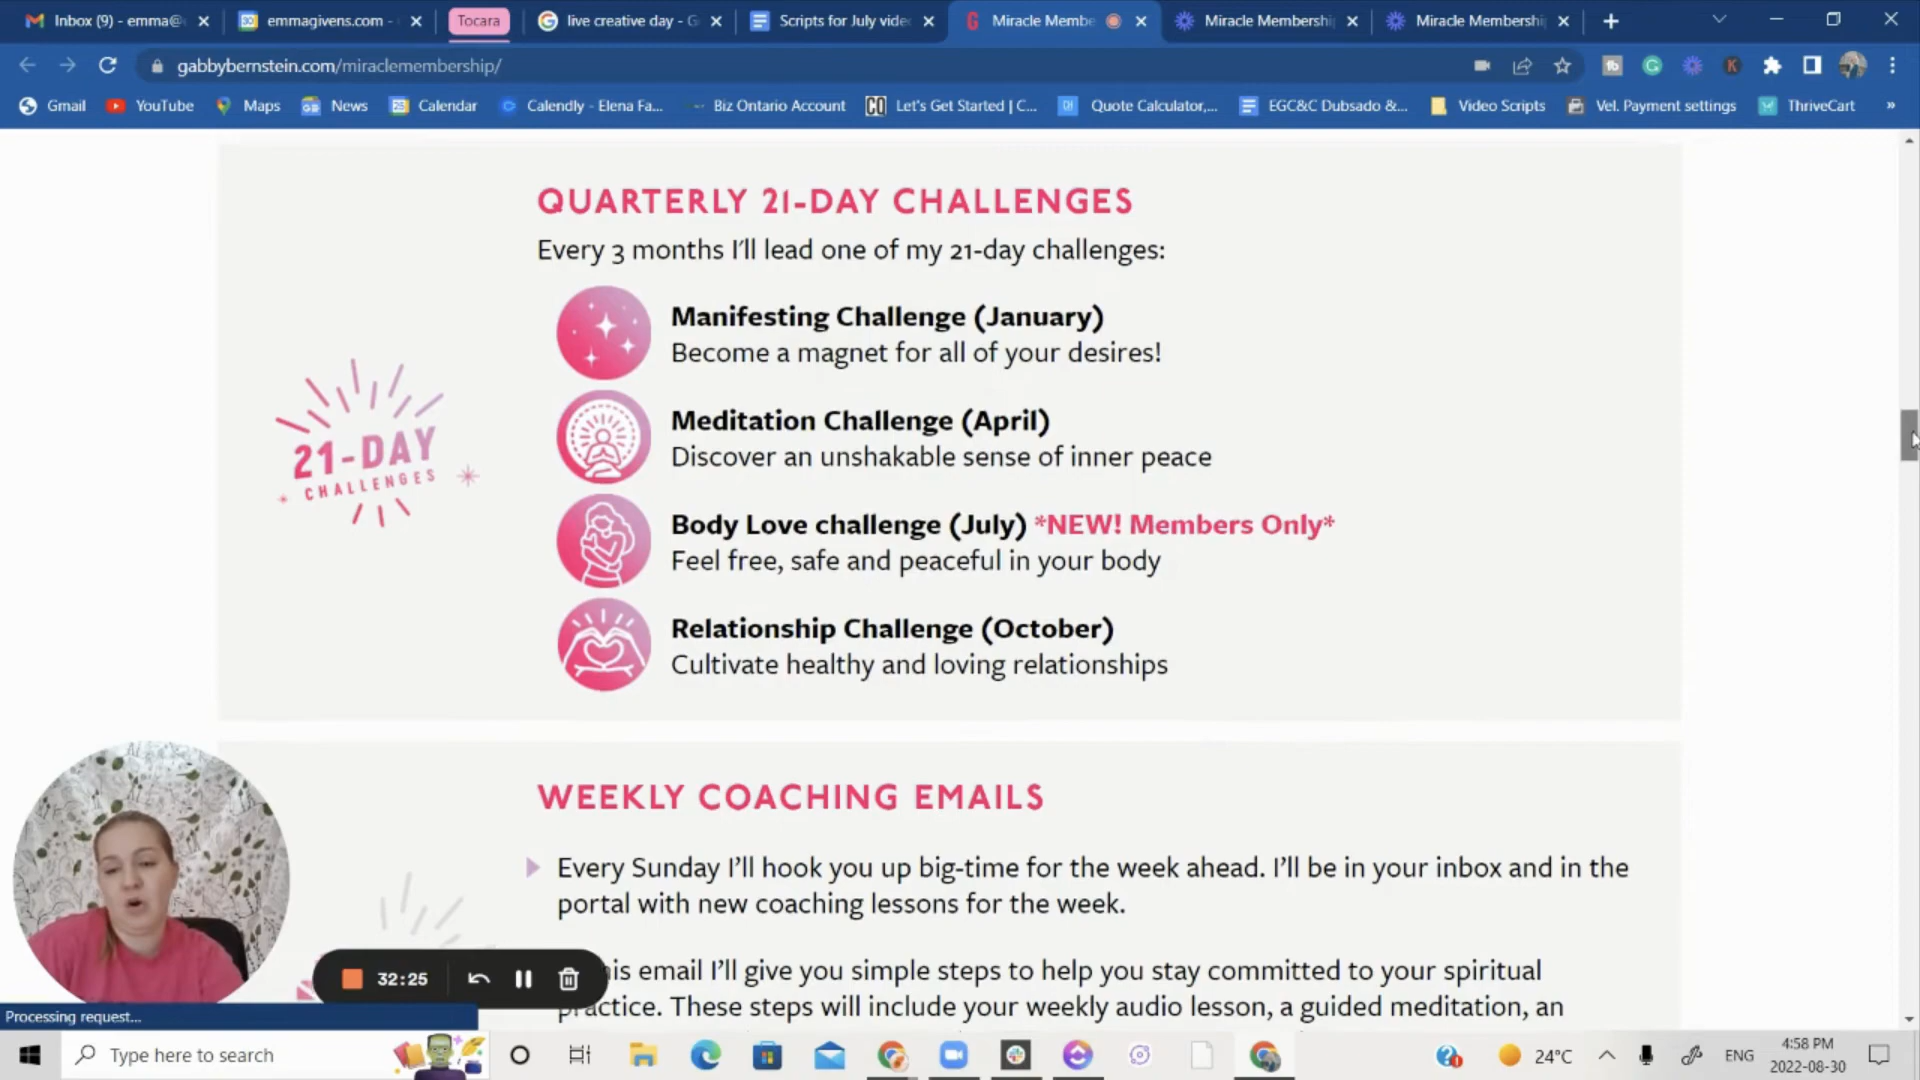 Inbox (9) - emma@
emmagivens.com -
Tocara
live creative day - G
Scripts for July vide
Miracle Membe
Miracle Membershi
Miracle Membershi
gabbybernstein.com/miraclemembership/
Gmail
YouTube
Maps
News
Calendar
Calendly - Elena Fa...
Biz Ontario Account
Let's Get Started | C...
Quote Calculator,...
EGC&C Dubsado &...
Video Scripts
Vel. Payment settings
ThriveCart
»
QUARTERLY 21-DAY CHALLENGES
Every 3 months I'll lead one of my 21-day challenges:
21-DAY
CHALLENGES
Manifesting Challenge (January)
Become a magnet for all of your desires!
Meditation Challenge (April)
Discover an unshakable sense of inner peace
Body Love challenge (July) *NEW! Members Only*
Feel free, safe and peaceful in your body
Relationship Challenge (October)
Cultivate healthy and loving relationships
WEEKLY COACHING EMAILS
Every Sunday I'll hook you up big-time for the week ahead. I'll be in your inbox and in the
portal with new coaching lessons for the week.
his email I'll give you simple steps to help you stay committed to your spiritual
practice. These steps will include your weekly audio lesson, a guided meditation, an
32:25
Processing request...
Type here to search
24°C
ENG
4:58 PM
2022-08-30